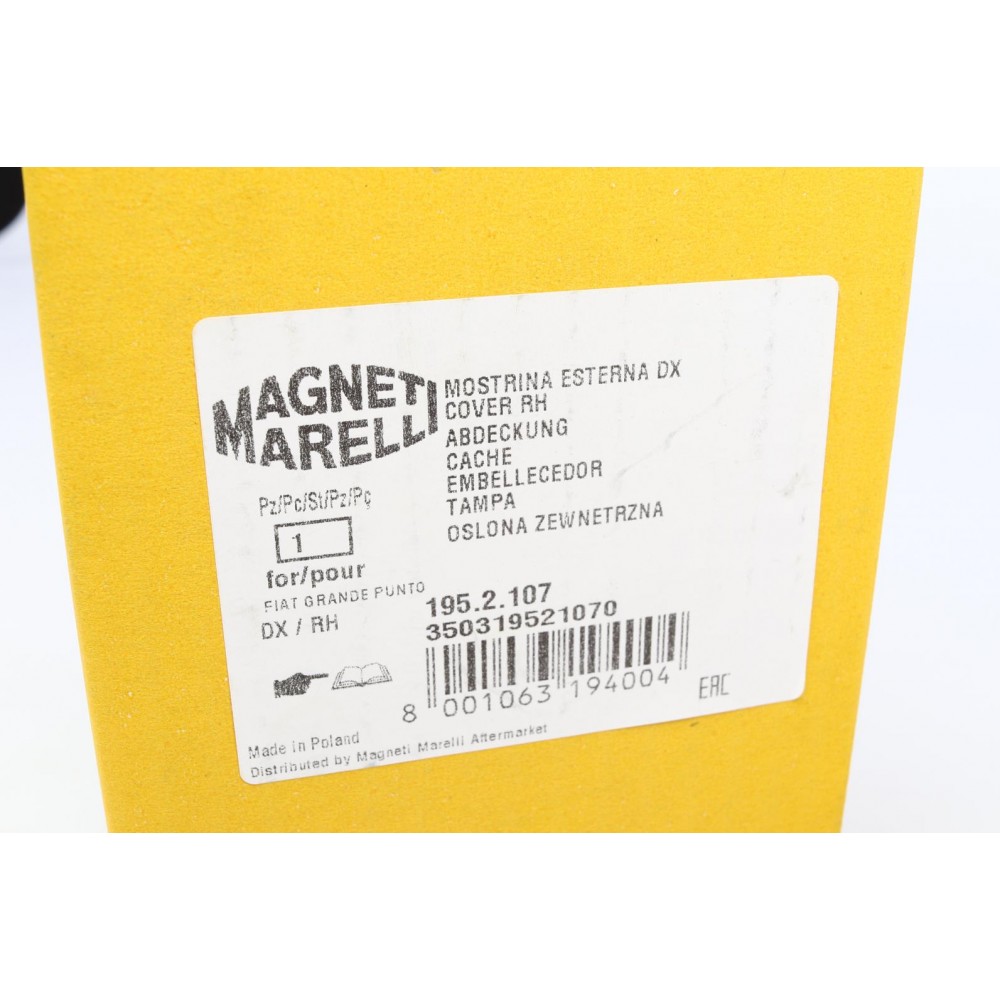 MAGNETI
MARELLI
MOSTRINA ESTERNA DX
COVER RH
ABDECKUNG
CACHE
EMBELLECEDOR
TAMPA
OSLONA ZEWNETRZNA
Pz/Pc/St/Pz/Pç
1
for/pour
FIAT GRANDE PUNTO
DX / RH
195.2.107
350319521070
8 001063 194004
EAC
Made in Poland
Distributed by Magneti Marelli Aftermarket